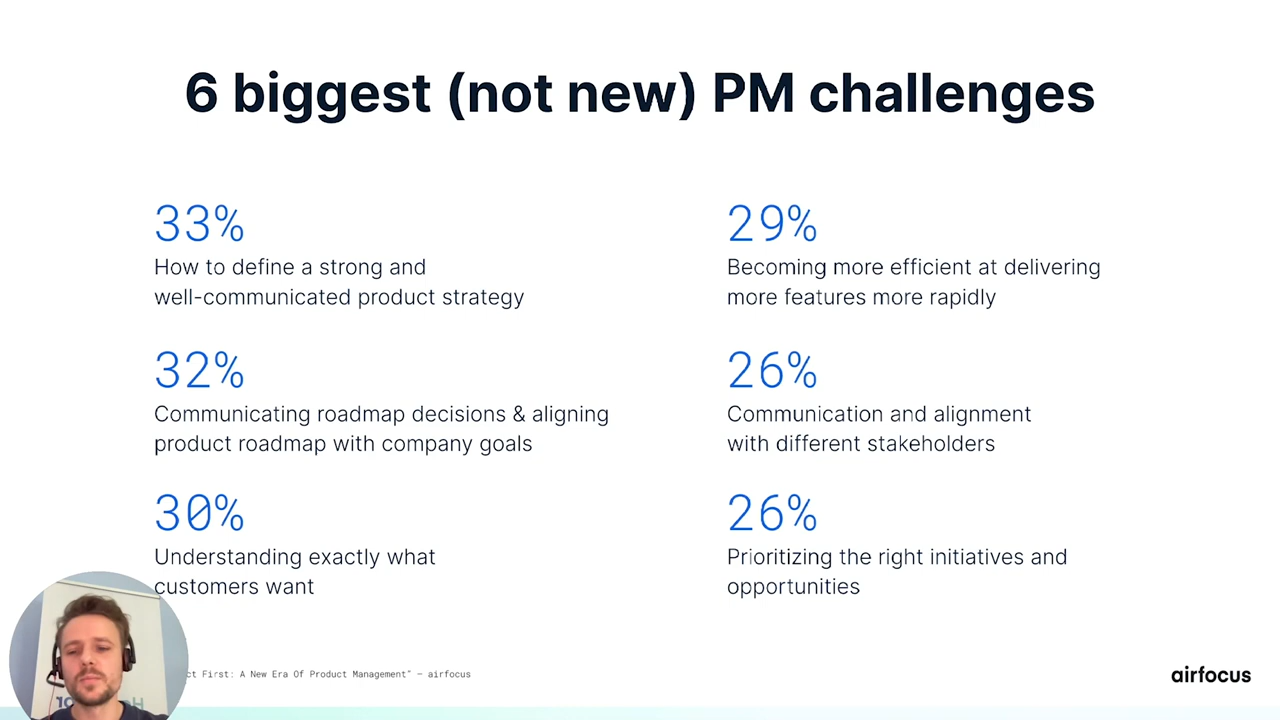 6 biggest (not new) PM challenges
33%
How to define a strong and
well-communicated product strategy
32%
Communicating roadmap decisions & aligning
product roadmap with company goals
30%
Understanding exactly what
customers want
29%
Becoming more efficient at delivering
more features more rapidly
26%
Communication and alignment
with different stakeholders
26%
Prioritizing the right initiatives and
opportunities
First: A New Era Of Product Management" – airfocus
airfocus